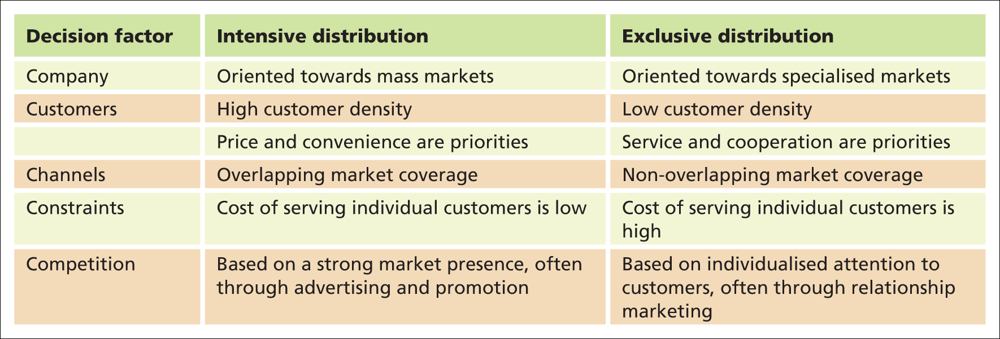 Decision factor Intensive distribution Exclusive distribution
Company Oriented towards mass markets Oriented towards specialised markets
Customers High customer density Low customer density
Price and convenience are priorities Service and cooperation are priorities
Channels Overlapping market coverage Non-overlapping market coverage
Constraints Cost of serving individual customers is low Cost of serving individual customers is
high
Competition Based on a strong market presence, often Based on individualised attention to
through advertising and promotion customers, often through relationship
marketing